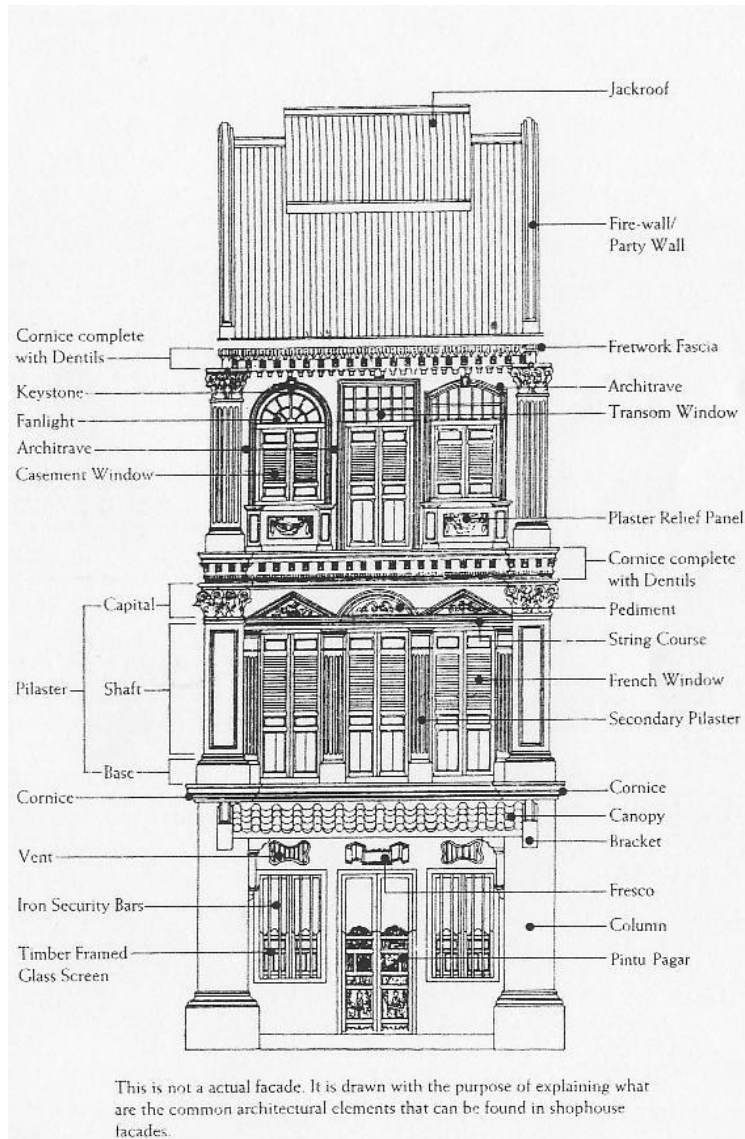 Jackroof
Fire-wall/
Party Wall
Cornice complete
with Dentils
Fretwork Fascia
Keystone
Architrave
Fanlight
Transom Window
Architrave
Casement Window
Plaster Relief Panel
Cornice complete
with Dentils
Capital
Pediment
String Course
Pilaster
Shaft
French Window
Secondary Pilaster
Base
Cornice
Cornice
Canopy
Bracket
Vent
Fresco
Iron Security Bars
Column
Timber Framed
Glass Screen
Pintu Pagar
This is not a actual facade. It is drawn with the purpose of explaining what
are the common architectural elements that can be found in shophouse
facades.